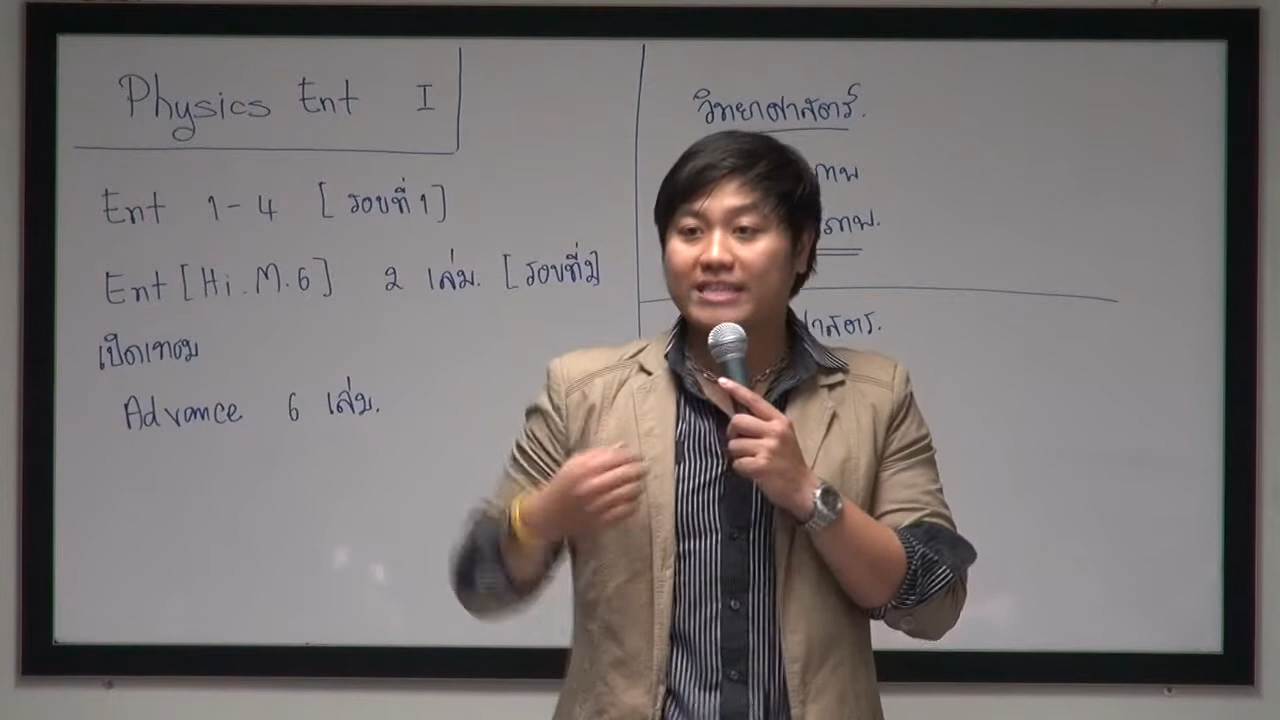 Physics Ent I
Ent 1-4 [รอบที่ 1]
Ent [Hi.M.6] 2 เล่ม. [รอบที่2]
เปิดเทอม
Advance 6 เล่ม.
วิทยาศาสตร์.